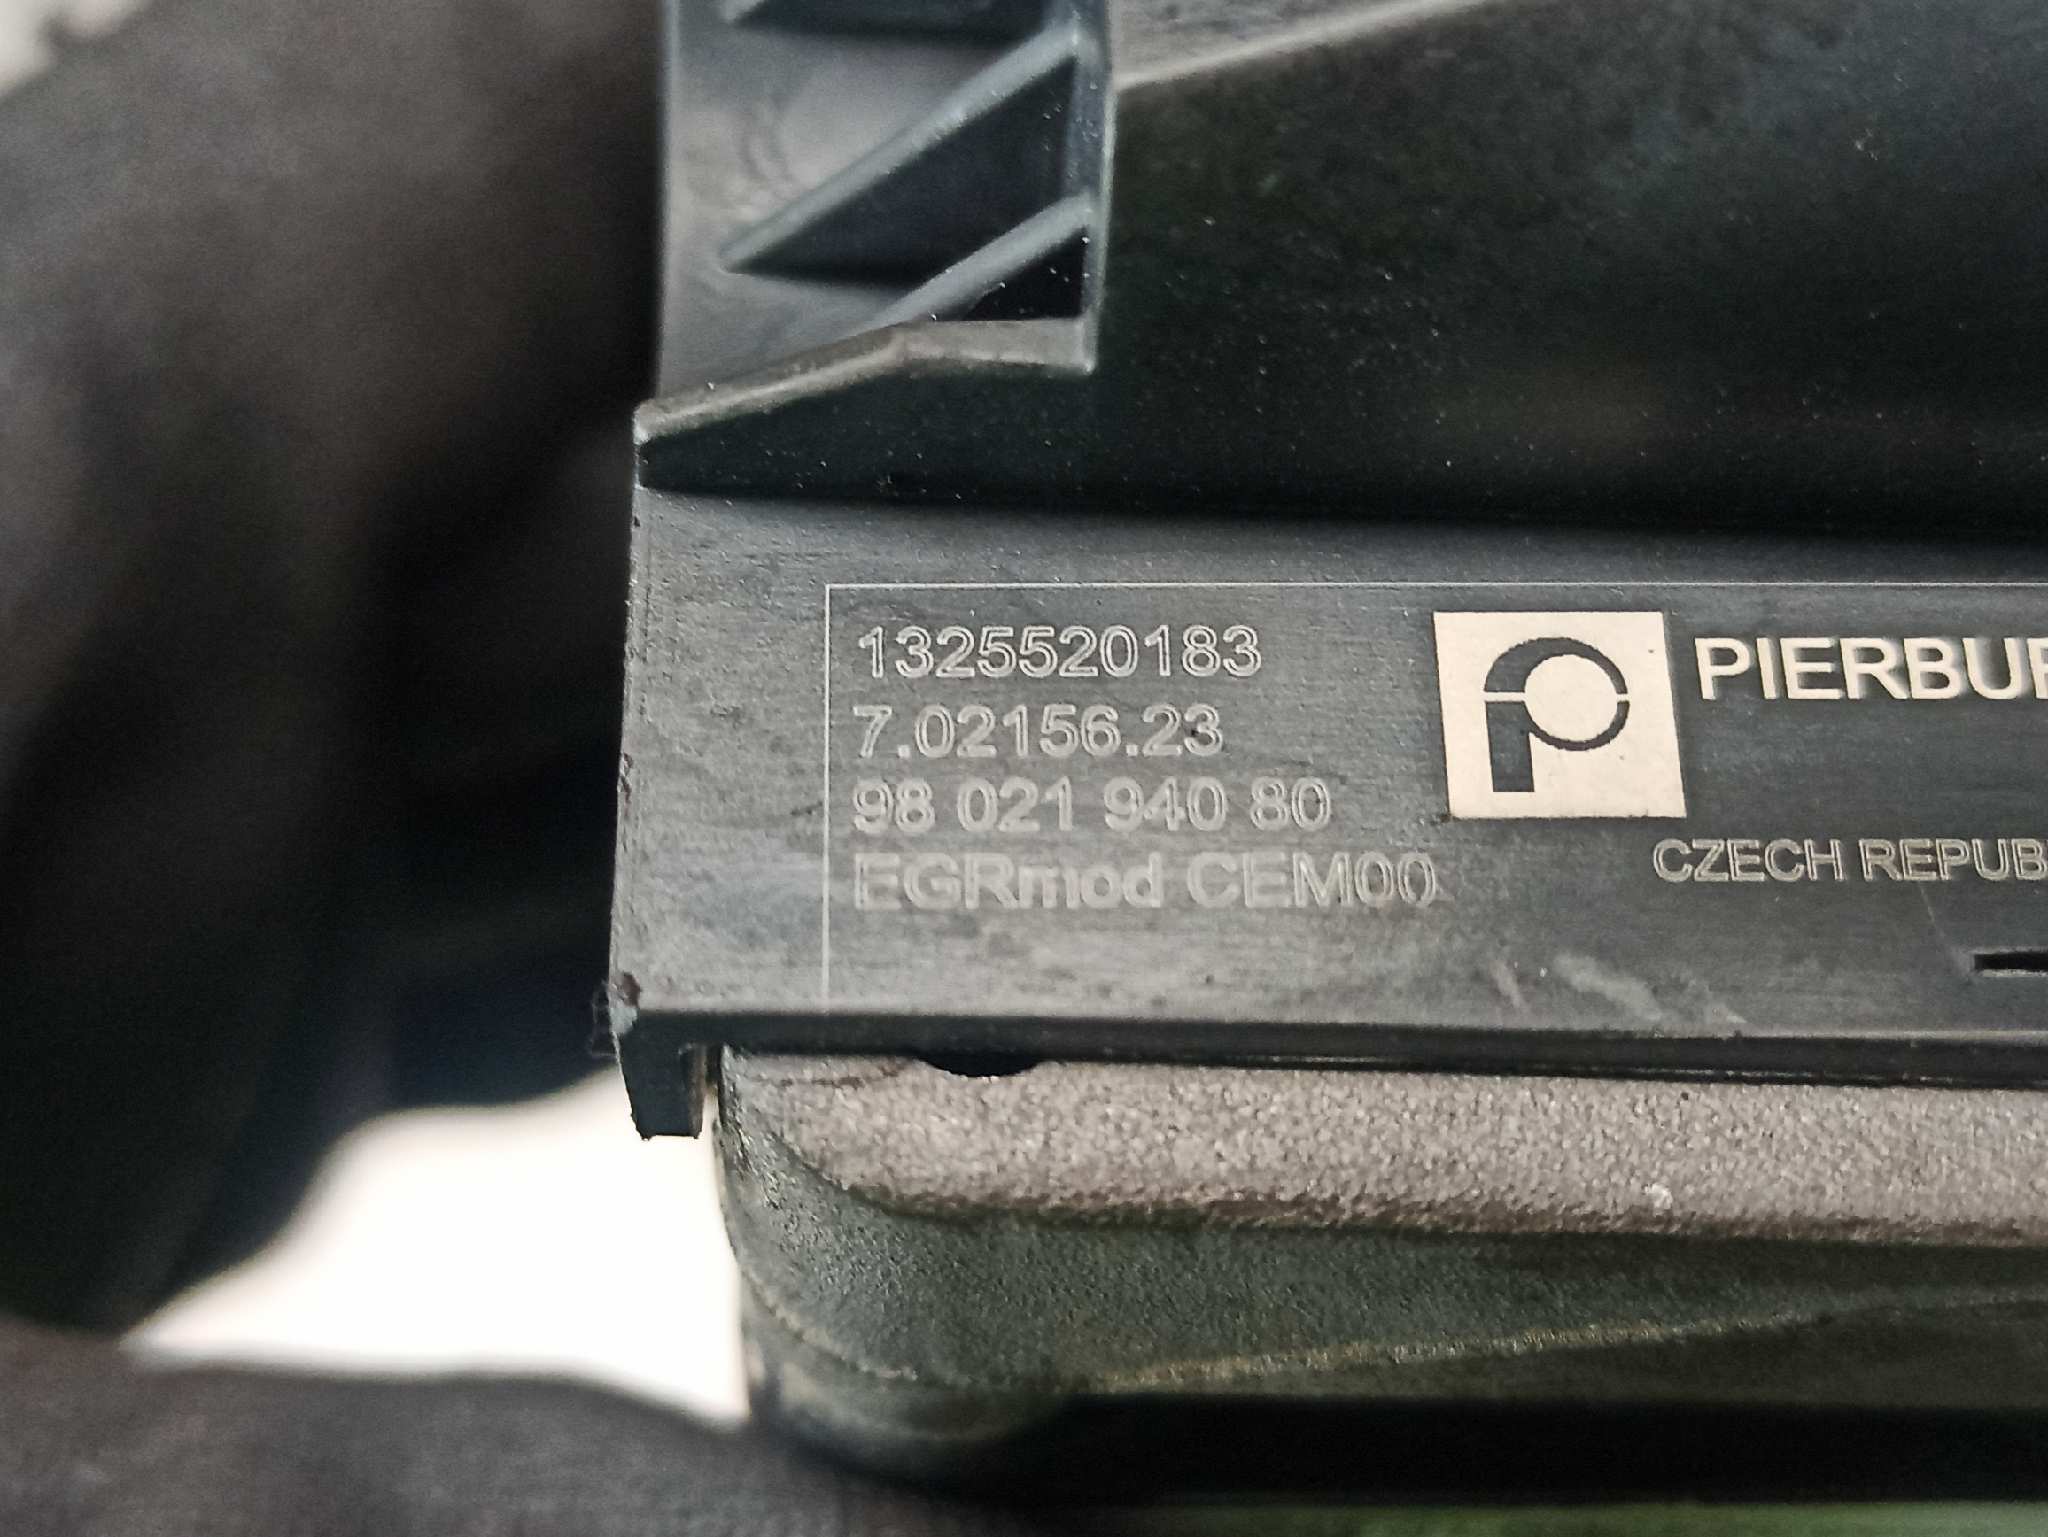 1325520183
7.02156.23
98 021 940 80
EGRmod CEM00
PIERBUR
CZECH REPUB